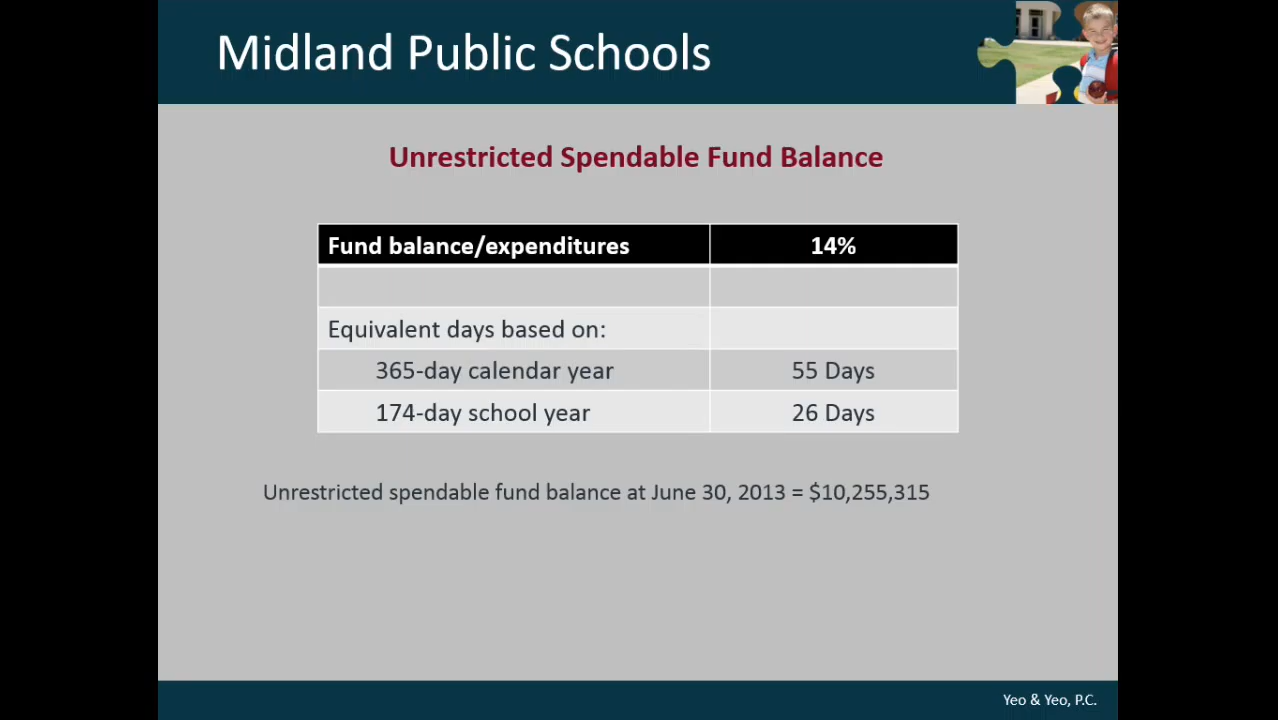 Midland Public Schools
Unrestricted Spendable Fund Balance
Fund balance/expenditures 14%
Equivalent days based on:
365-day calendar year 55 Days
174-day school year 26 Days
Unrestricted spendable fund balance at June 30, 2013 = $10,255,315
Yeo & Yeo, P.C.